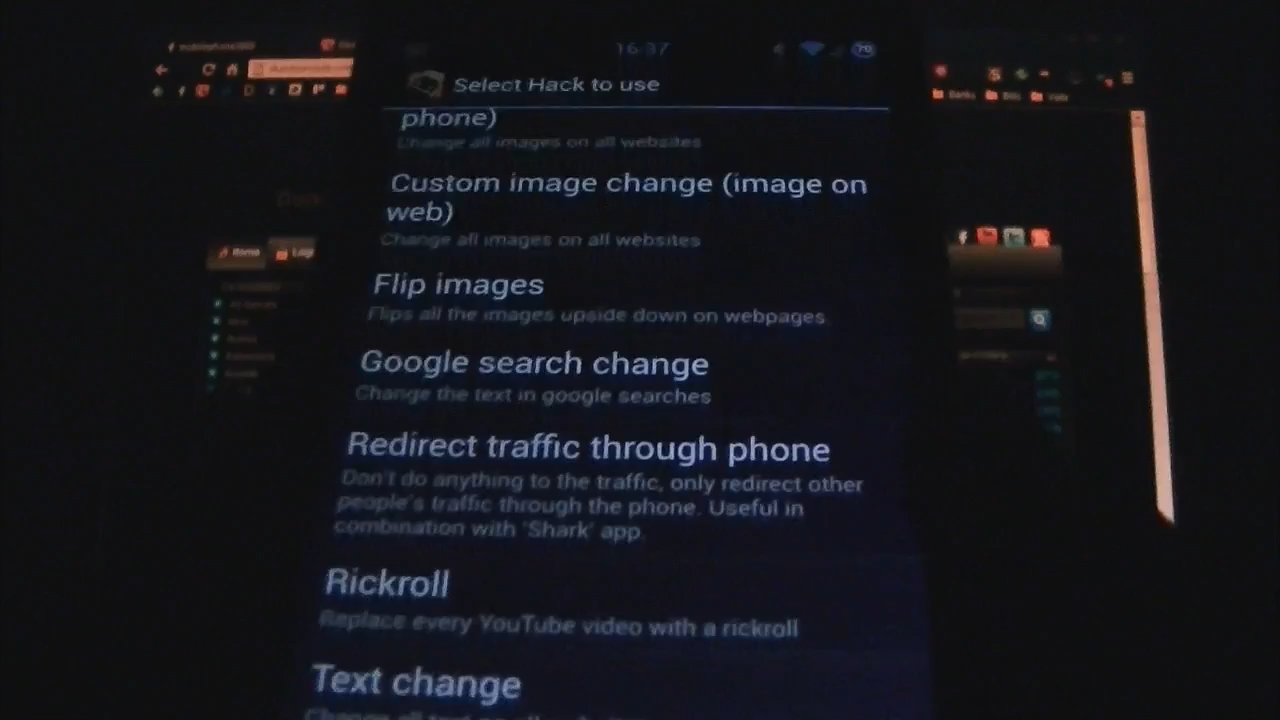 16:37
70
Select Hack to use
phone)
Change all images on all websites
Custom image change (image on
web)
Change all images on all websites
Flip images
Flips all the images upside down on webpages
Google search change
Change the text in google searches
Redirect traffic through phone
Don't do anything to the traffic, only redirect other
people's traffic through the phone. Useful in
combination with 'Shark' app.
Rickroll
Replace every YouTube video with a rickroll
Text change
Home